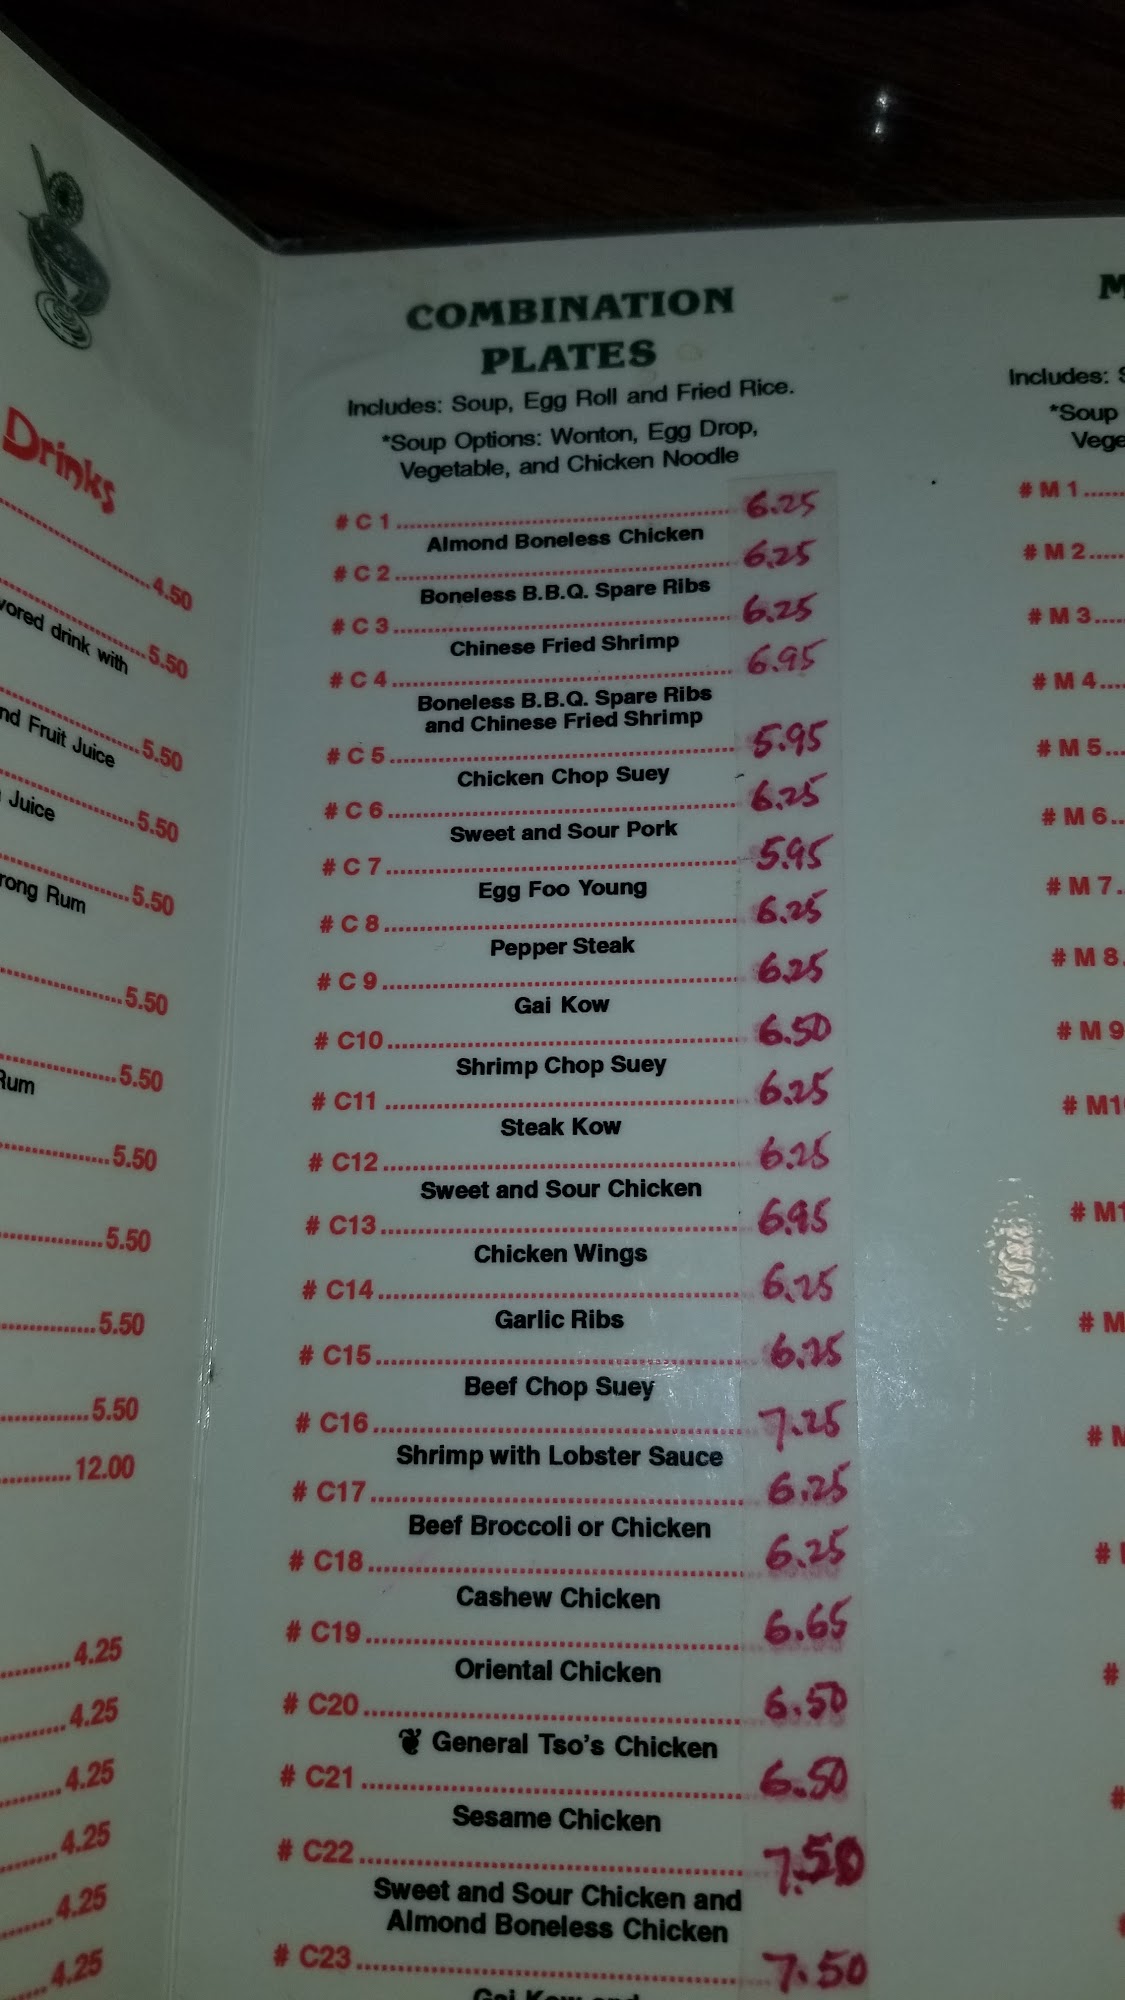 Drinks
4.50
vored drink with
5.50
nd Fruit Juice
5.50
Juice
5.50
rong Rum
5.50
5.50
5.50
Rum
5.50
5.50
5.50
5.50
12.00
4.25
4.25
4.25
4.25
4.25
4.25
COMBINATION
PLATES
Includes: Soup, Egg Roll and Fried Rice.
*Soup Options: Wonton, Egg Drop,
Vegetable, and Chicken Noodle
# C 1 6.25
Almond Boneless Chicken
# C 2 6.25
Boneless B.B.Q. Spare Ribs
# C 3 6.25
Chinese Fried Shrimp
# C 4 6.95
Boneless B.B.Q. Spare Ribs
and Chinese Fried Shrimp
# C 5 5.95
Chicken Chop Suey
# C 6 6.25
Sweet and Sour Pork
# C 7 5.95
Egg Foo Young
# C 8 6.25
Pepper Steak
# C 9 6.25
Gai Kow
# C10 6.50
Shrimp Chop Suey
# C11 6.25
Steak Kow
# C12 6.25
Sweet and Sour Chicken
# C13 6.95
Chicken Wings
# C14 6.25
Garlic Ribs
# C15 6.25
Beef Chop Suey
# C16 7.25
Shrimp with Lobster Sauce
# C17 6.25
Beef Broccoli or Chicken
# C18 6.25
Cashew Chicken
# C19 6.65
Oriental Chicken
# C20 6.50
General Tso's Chicken
# C21 6.50
Sesame Chicken
# C22 7.50
Sweet and Sour Chicken and
Almond Boneless Chicken
# C23 7.50
Gai Kow and
M
Includes: S
*Soup
Vege
# M 1
# M 2
# M 3
# M 4
# M 5
# M 6
# M 7
# M 8
# M 9
# M10
# M1
# M
# M
#
#
#